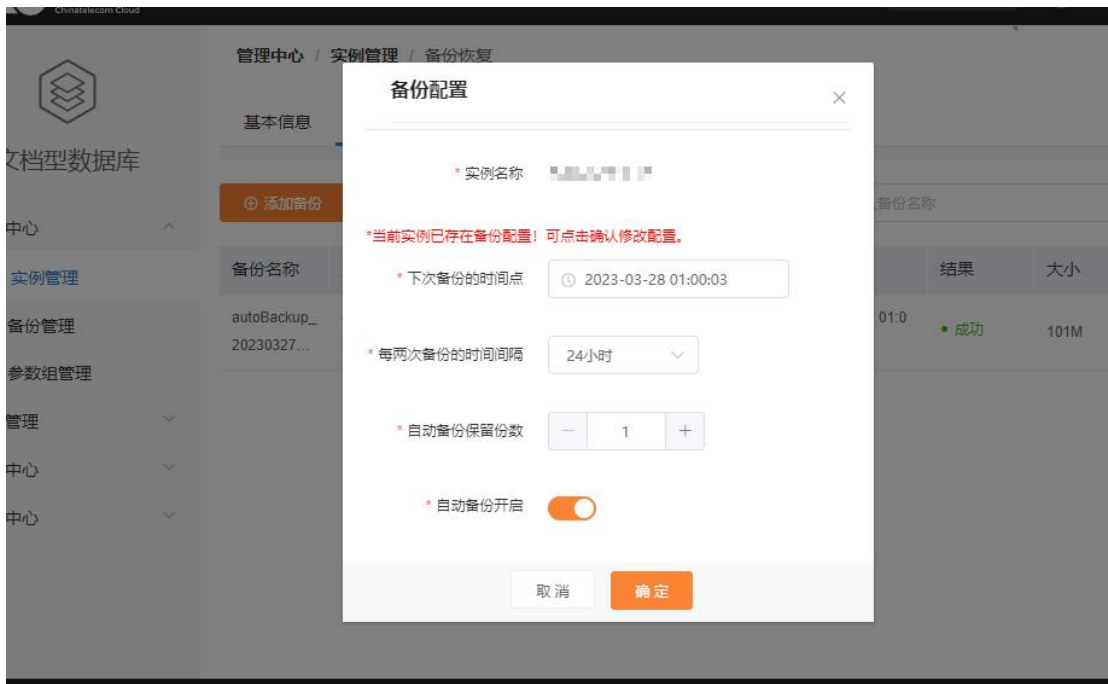 Chinatelecom Cloud
管理中心 / 实例管理 / 备份恢复
文档型数据库
基本信息
添加备份
备份名称
中心
实例管理
备份管理
参数组管理
管理
中心
中心
备份名称
结果
大小
autoBackup_
20230327...
01:0
成功
101M
备份配置
* 实例名称
*当前实例已存在备份配置！可点击确认修改配置。
* 下次备份的时间点 2023-03-28 01:00:03
* 每两次备份的时间间隔 24小时
* 自动备份保留份数 － 1 ＋
* 自动备份开启
取消 确定